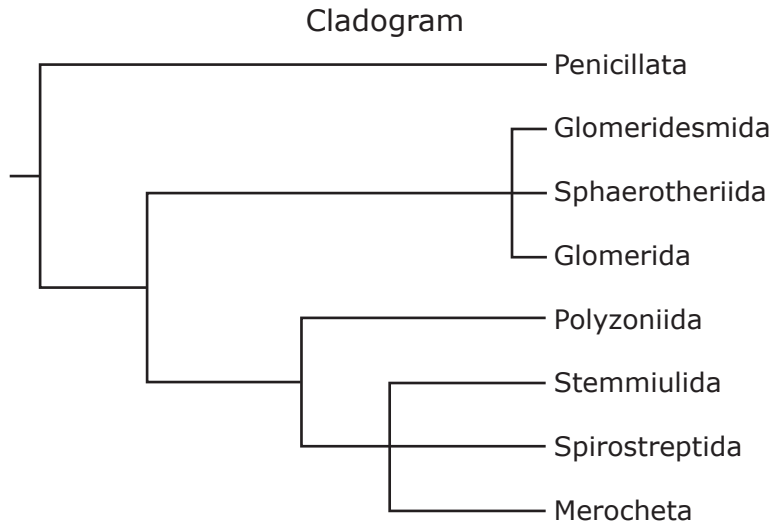 Cladogram
Penicillata
Glomeridesmida
Sphaerotheriida
Glomerida
Polyzoniida
Stemmiulida
Spirostreptida
Merocheta